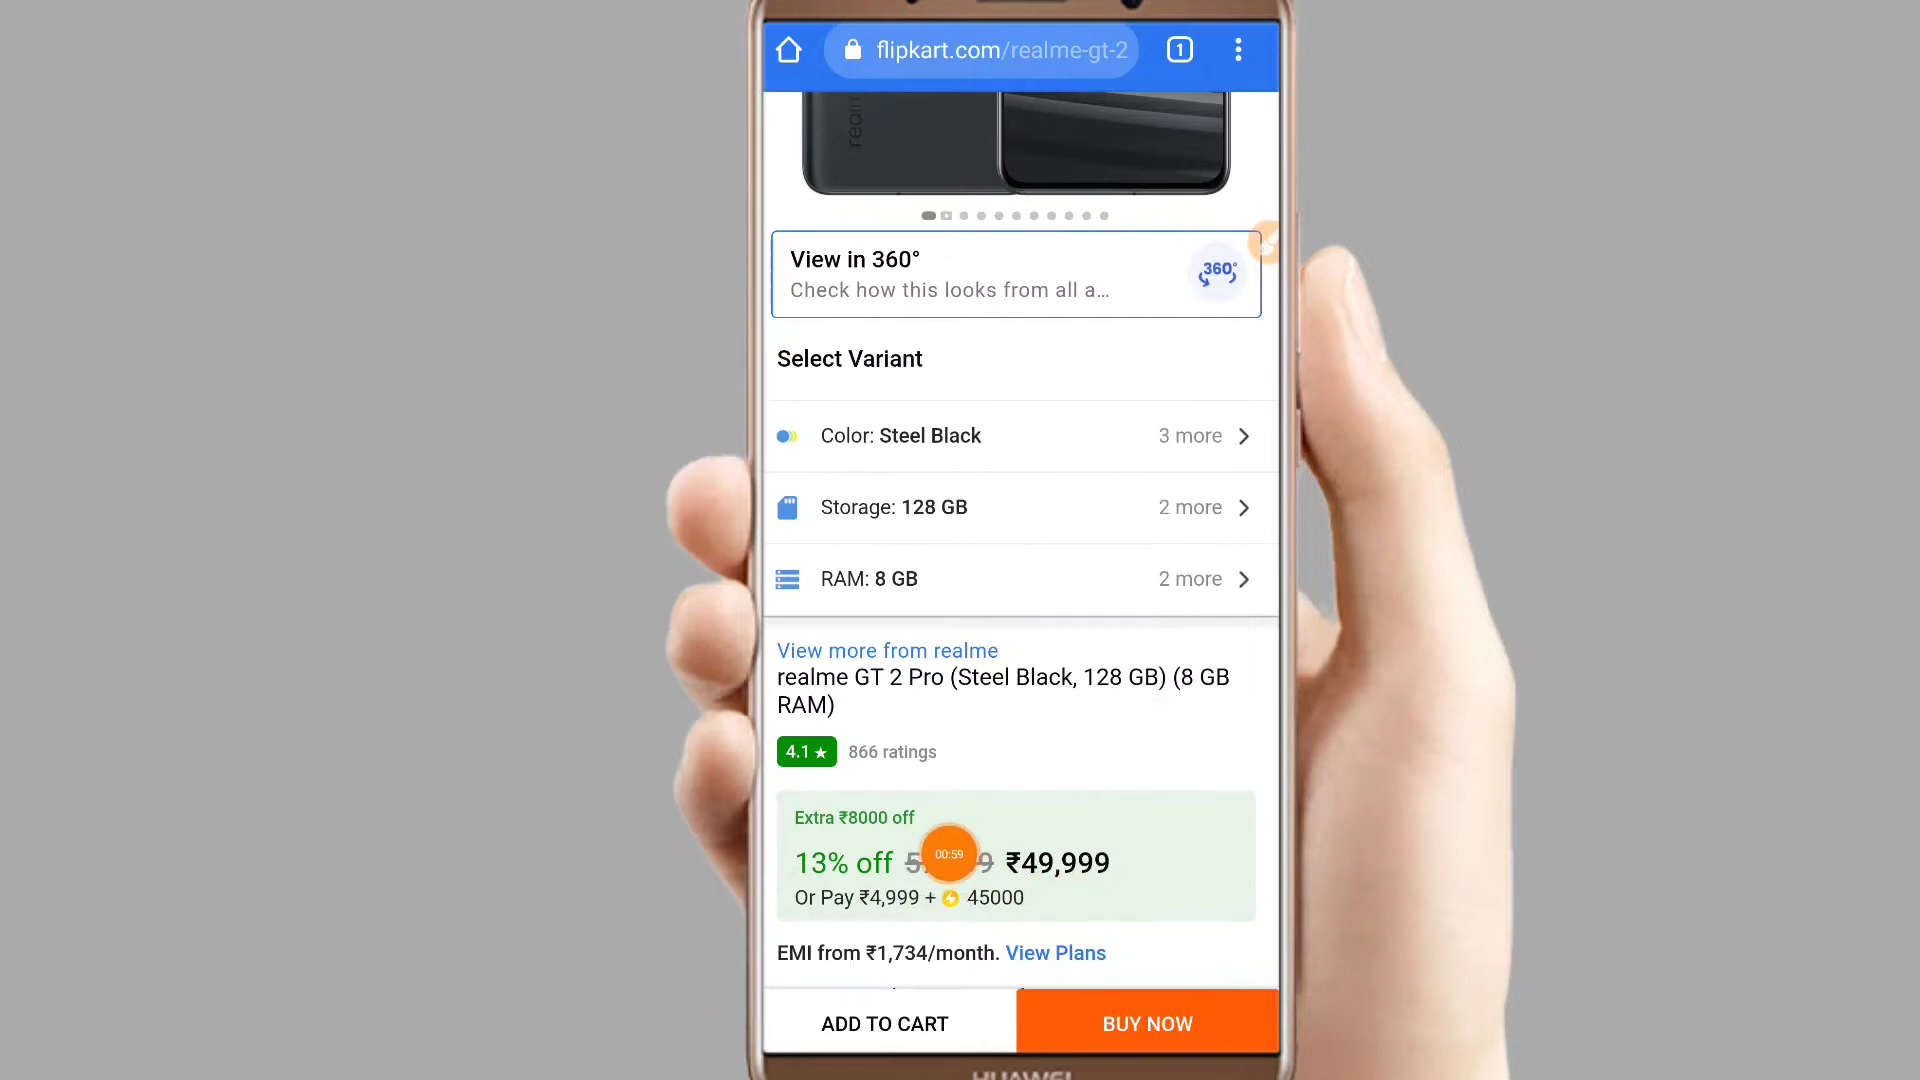 flipkart.com/realme-gt-2
1
realm
View in 360°
360°
Check how this looks from all a...
Select Variant
Color: Steel Black 3 more
Storage: 128 GB 2 more
RAM: 8 GB 2 more
View more from realme
realme GT 2 Pro (Steel Black, 128 GB) (8 GB
RAM)
4.1 ★ 866 ratings
Extra ₹8000 off
00:59
13% off ₹49,999
Or Pay ₹4,999 + 45000
EMI from ₹1,734/month. View Plans
ADD TO CART BUY NOW
HUAWEI